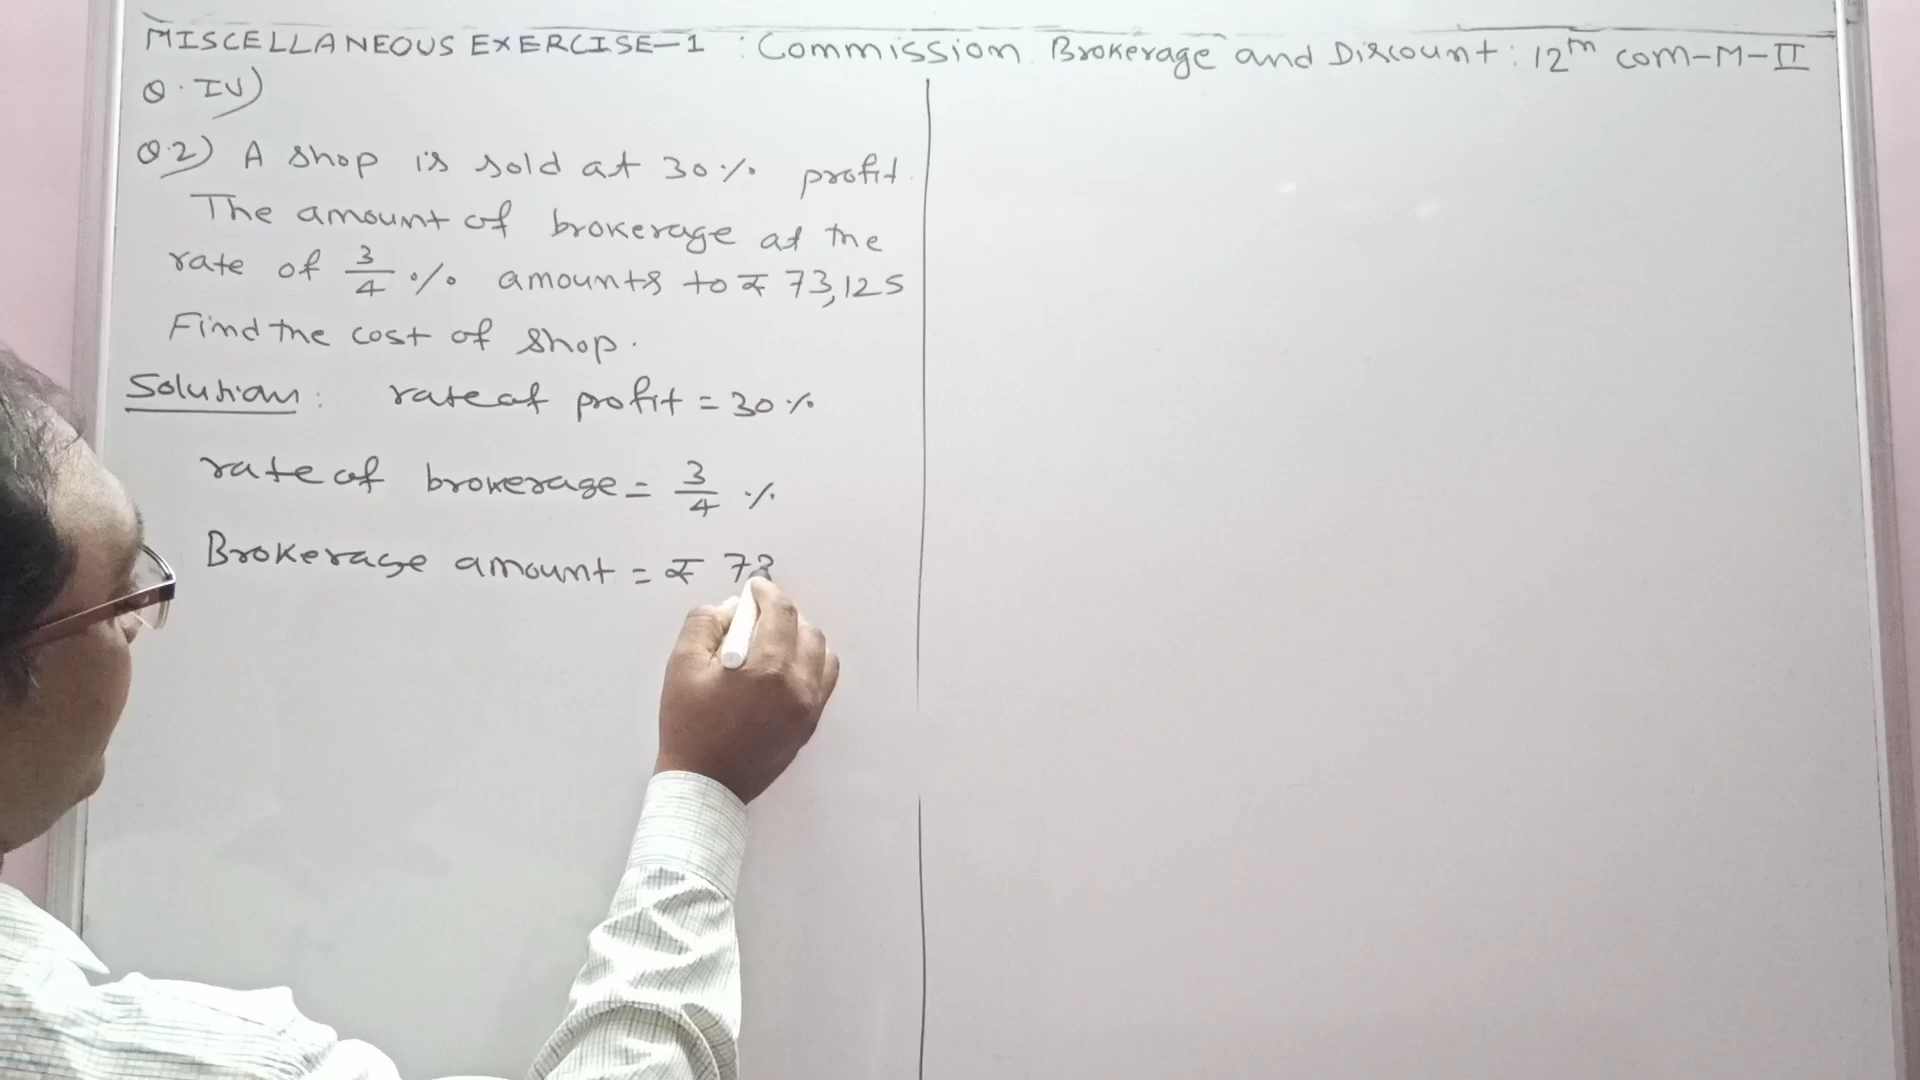 MISCELLANEOUS EXERCISE-1 : Commission Brokerage and Discount : 12th com-M-II
Q. IV)
Q.2) A shop is sold at 30% profit.
The amount of brokerage at the
rate of 3/4 % amounts to ₹ 73,125
Find the cost of shop.
Solution : rate of profit = 30%
rate of brokerage = 3/4 %
Brokerage amount = ₹ 73